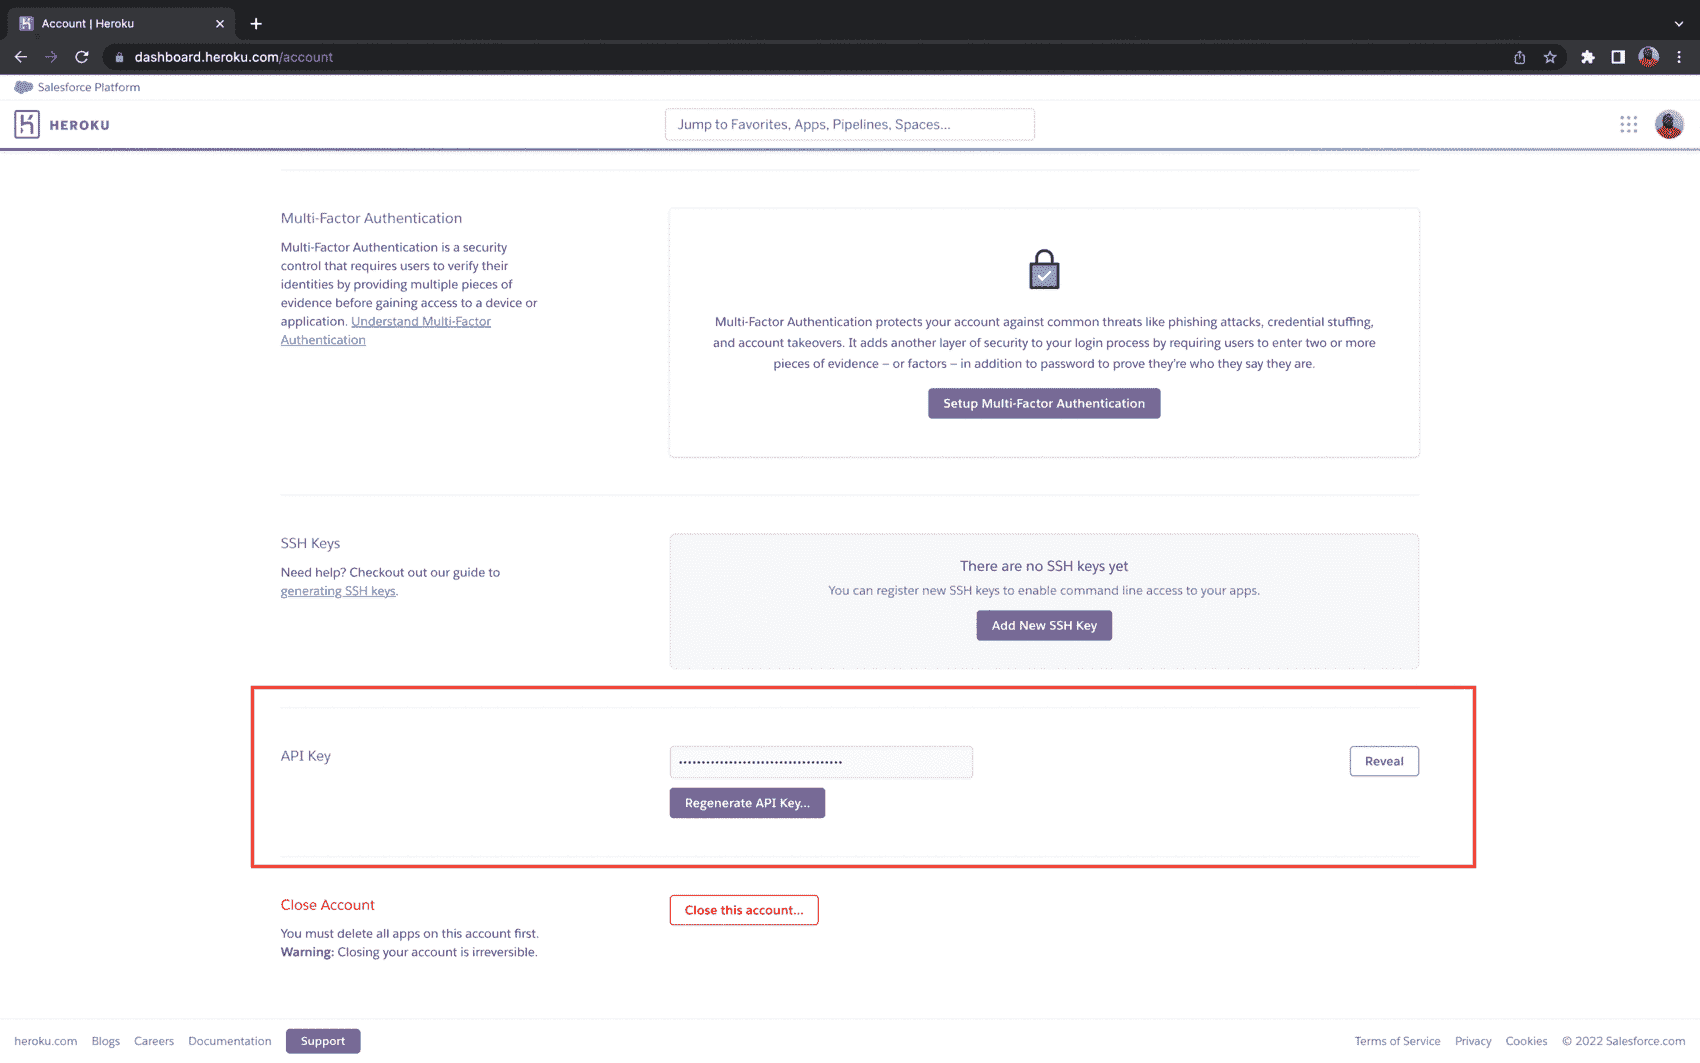 Account | Heroku
dashboard.heroku.com/account
Salesforce Platform
HEROKU
Jump to Favorites, Apps, Pipelines, Spaces...
Multi-Factor Authentication
Multi-Factor Authentication is a security
control that requires users to verify their
identities by providing multiple pieces of
evidence before gaining access to a device or
application. Understand Multi-Factor
Authentication
Multi-Factor Authentication protects your account against common threats like phishing attacks, credential stuffing,
and account takeovers. It adds another layer of security to your login process by requiring users to enter two or more
pieces of evidence – or factors – in addition to password to prove they’re who they say they are.
Setup Multi-Factor Authentication
SSH Keys
Need help? Checkout out our guide to
generating SSH keys.
There are no SSH keys yet
You can register new SSH keys to enable command line access to your apps.
Add New SSH Key
API Key
Reveal
Regenerate API Key...
Close Account
You must delete all apps on this account first.
Warning: Closing your account is irreversible.
Close this account...
heroku.com Blogs Careers Documentation Support
Terms of Service Privacy Cookies © 2022 Salesforce.com